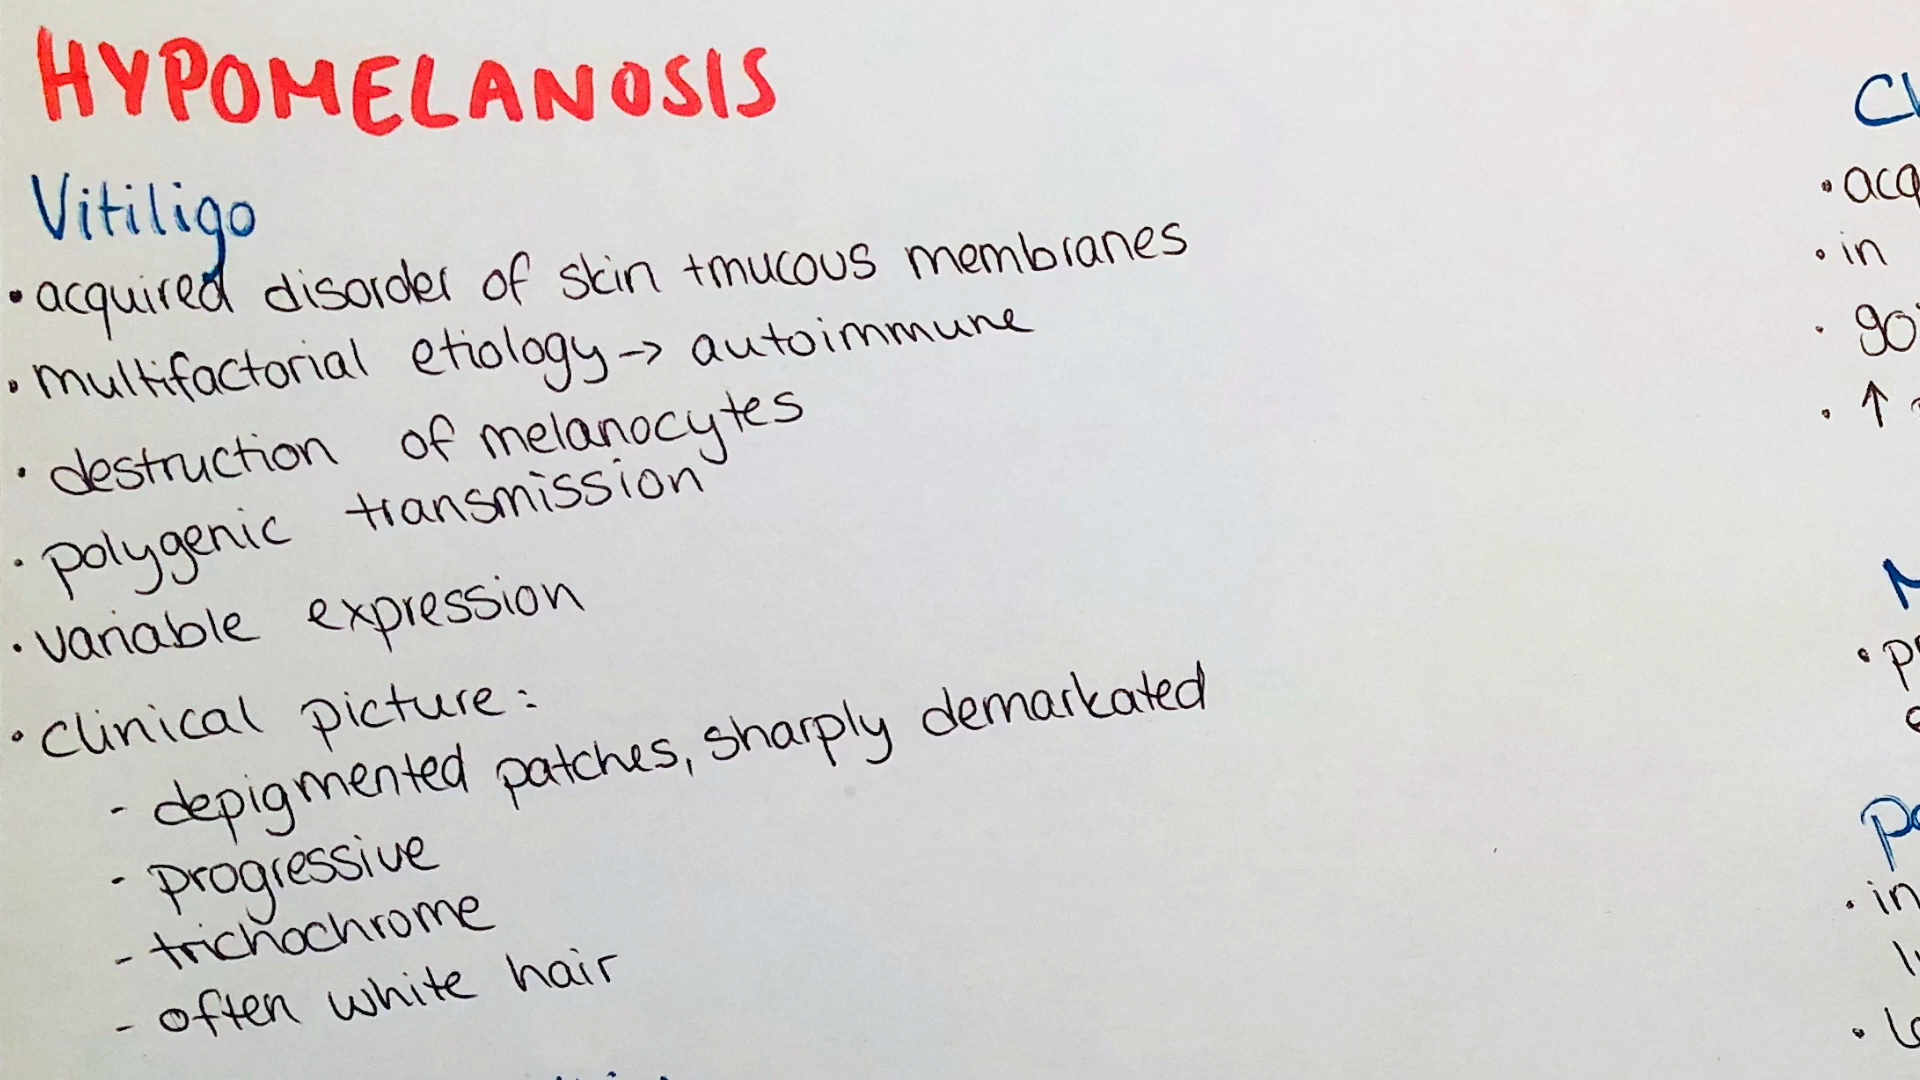 HYPOMELANOSIS
Vitiligo
• acquired disorder of skin + mucous membranes
• multifactorial etiology → autoimmune
• destruction of melanocytes
• polygenic transmission
• variable expression
• clinical picture:
- depigmented patches, sharply demarkated
- progressive
- trichochrome
- often white hair
• in
• ↑